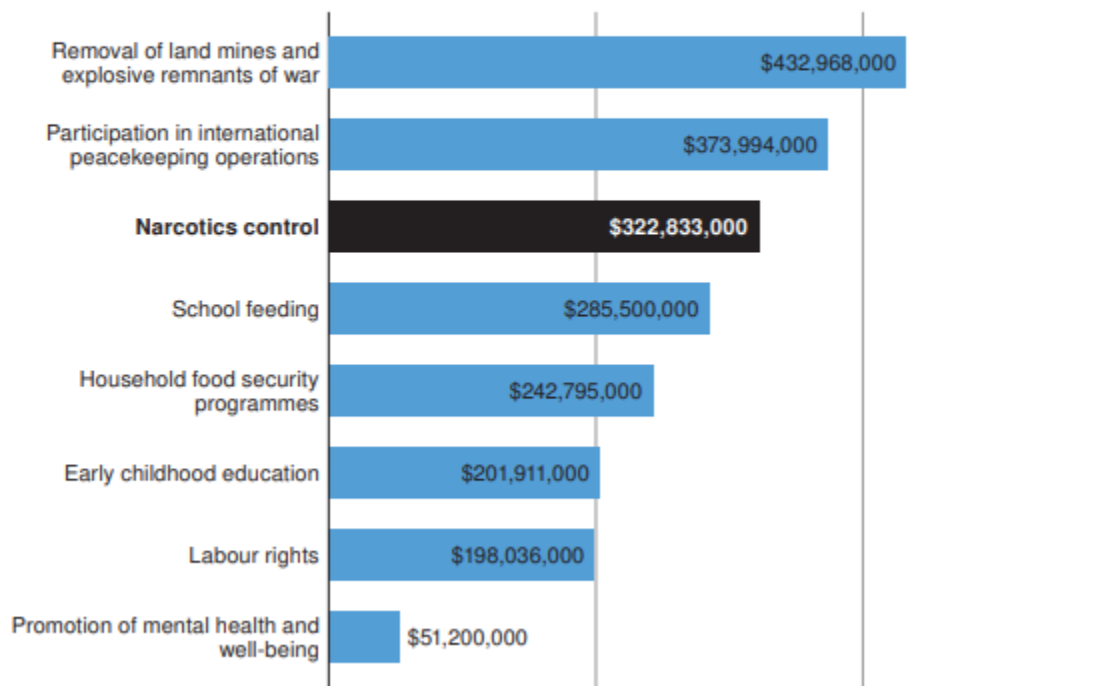 Removal of land mines and
explosive remnants of war
$432,968,000
Participation in international
peacekeeping operations
$373,994,000
Narcotics control
$322,833,000
School feeding
$285,500,000
Household food security
programmes
$242,795,000
Early childhood education
$201,911,000
Labour rights
$198,036,000
Promotion of mental health and
well-being
$51,200,000